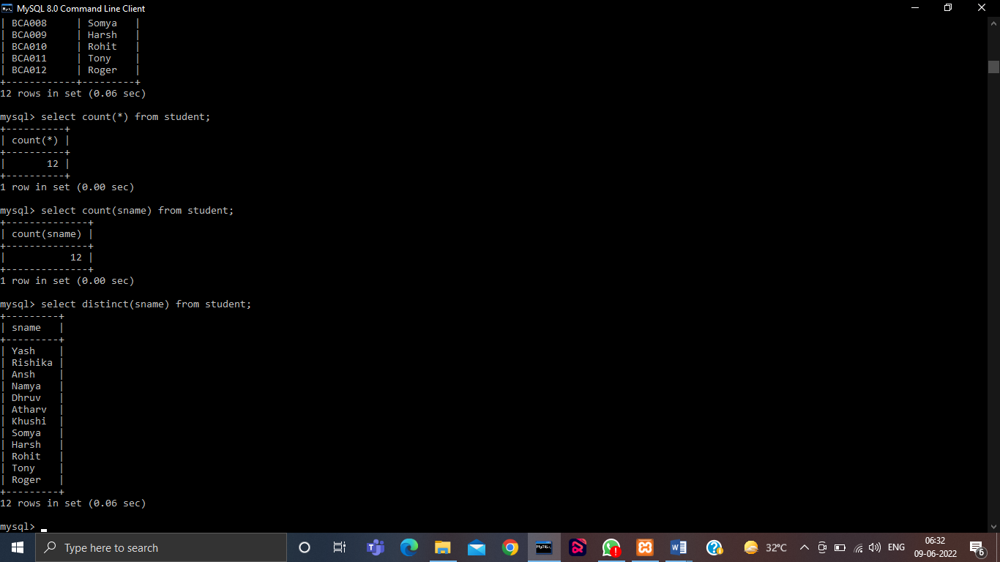 MySQL 8.0 Command Line Client
| BCA008     | Somya   |
| BCA009     | Harsh   |
| BCA010     | Rohit   |
| BCA011     | Tony    |
| BCA012     | Roger   |
+------------+---------+
12 rows in set (0.06 sec)
mysql> select count(*) from student;
+----------+
| count(*) |
+----------+
|       12 |
+----------+
1 row in set (0.00 sec)
mysql> select count(sname) from student;
+--------------+
| count(sname) |
+--------------+
|           12 |
+--------------+
1 row in set (0.00 sec)
mysql> select distinct(sname) from student;
+---------+
| sname   |
+---------+
| Yash    |
| Rishika |
| Ansh    |
| Namya   |
| Dhruv   |
| Atharv  |
| Khushi  |
| Somya   |
| Harsh   |
| Rohit   |
| Tony    |
| Roger   |
+---------+
12 rows in set (0.06 sec)
mysql> _
Type here to search
32°C
ENG
06:32
09-06-2022
6